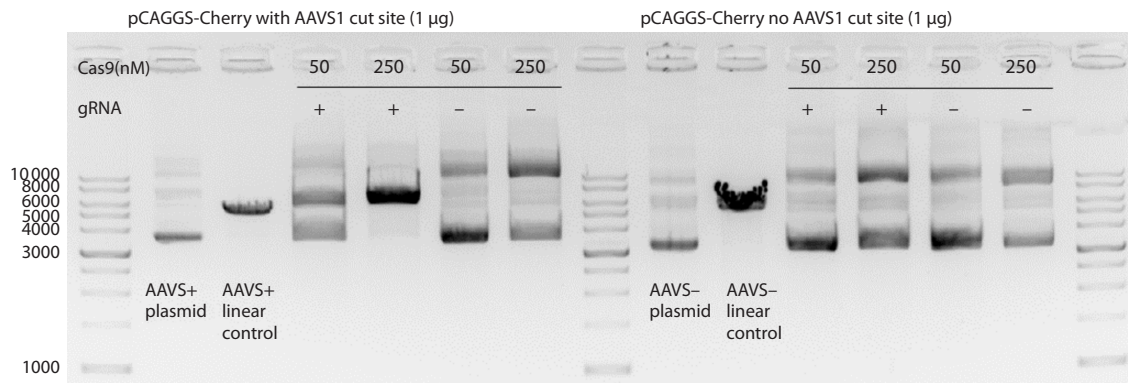 pCAGGS-Cherry with AAVS1 cut site (1 μg) pCAGGS-Cherry no AAVS1 cut site (1 μg)
Cas9(nM) 50 250 50 250 50 250 50 250
gRNA + + – – + + – –
10000
8000
6000
5000
4000
3000
AAVS+ plasmid
AAVS+ linear control
AAVS– plasmid
AAVS– linear control
1000